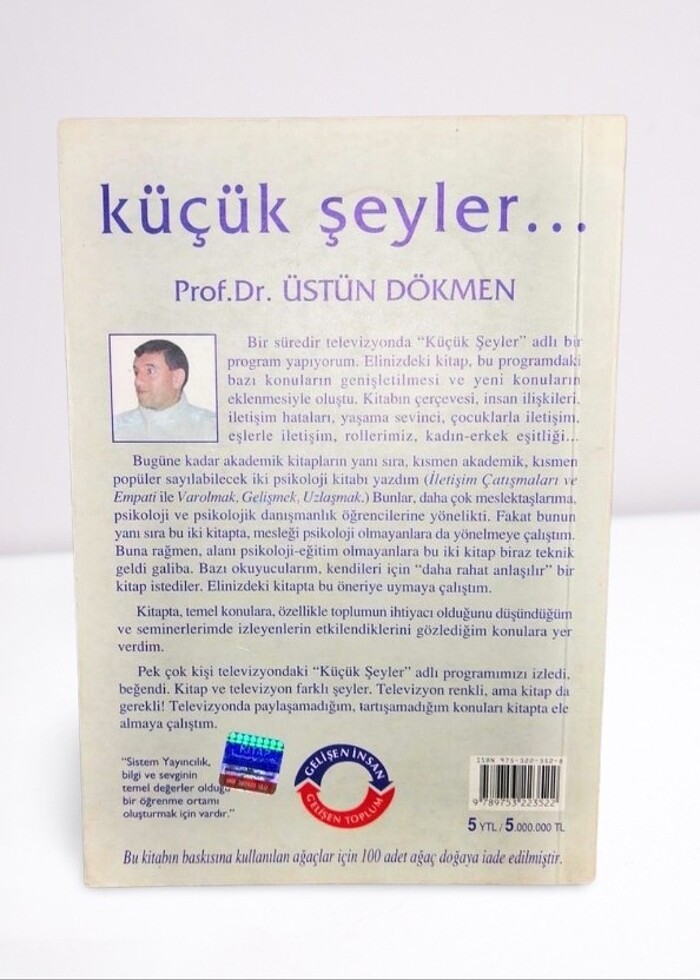 küçük şeyler...
Prof.Dr. ÜSTÜN DÖKMEN
Bir süredir televizyonda “Küçük Şeyler” adlı bir
program yapıyorum. Elinizdeki kitap, bu programdaki
bazı konuların genişletilmesi ve yeni konuların
eklenmesiyle oluştu. Kitabın çerçevesi, insan ilişkileri,
iletişim hataları, yaşama sevinci, çocuklarla iletişim,
eşlerle iletişim, rollerimiz, kadın-erkek eşitliği...
Bugüne kadar akademik kitapların yanı sıra, kısmen akademik, kısmen
popüler sayılabilecek iki psikoloji kitabı yazdım (İletişim Çatışmaları ve
Empati ile Varolmak, Gelişmek, Uzlaşmak.) Bunlar, daha çok meslektaşlarıma,
psikoloji ve psikolojik danışmanlık öğrencilerine yönelikti. Fakat bunun
yanı sıra bu iki kitapta, mesleği psikoloji olmayanlara da yönelmeye çalıştım.
Buna rağmen, alanı psikoloji-eğitim olmayanlara bu iki kitap biraz teknik
geldi galiba. Bazı okuyucularım, kendileri için “daha rahat anlaşılır” bir
kitap istediler. Elinizdeki kitapta bu öneriye uymaya çalıştım.
Kitapta, temel konulara, özellikle toplumun ihtiyacı olduğunu düşündüğüm
ve seminerlerimde izleyenlerin etkilendiklerini gözlediğim konulara yer
verdim.
Pek çok kişi televizyondaki “Küçük Şeyler” adlı programımızı izledi,
beğendi. Kitap ve televizyon farklı şeyler. Televizyon renkli, ama kitap da
gerekli! Televizyonda paylaşamadığım, tartışamadığım konuları kitapta ele
almaya çalıştım.
“Sistem Yayıncılık,
bilgi ve sevginin
temel değerler olduğu
bir öğrenme ortamı
oluşturmak için vardır.”
KİTAP
GELİŞEN İNSAN
GELİŞEN TOPLUM
ISBN 975-322-352-8
9789753223522
5 YTL / 5.000.000 TL
Bu kitabın baskısına kullanılan ağaçlar için 100 adet ağaç doğaya iade edilmiştir.